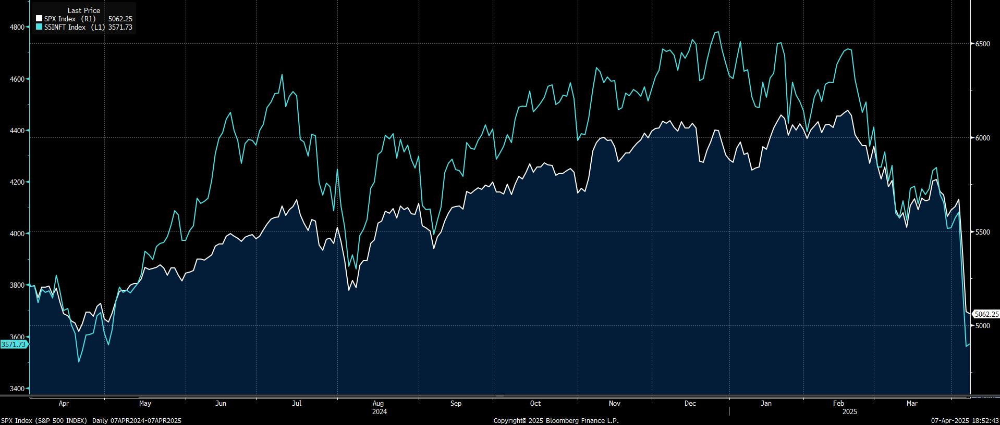 Last Price
SPX Index (R1) 5062.25
S5INFT Index (L1) 3571.73
4800
4600
4400
4200
4000
3800
3600
3571.73
3400
6500
6000
5500
5062.25
5000
Apr May Jun Jul Aug Sep Oct Nov Dec Jan Feb Mar
2024 2025
SPX Index (S&P 500 INDEX) Daily 07APR2024-07APR2025
Copyright© 2025 Bloomberg Finance L.P.
07-Apr-2025 18:52:43